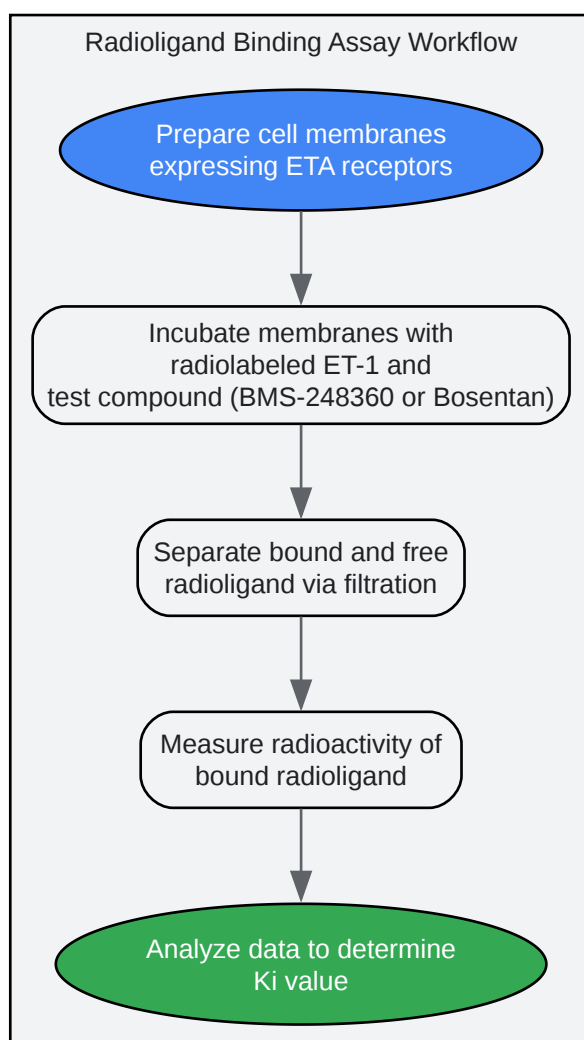 Radioligand Binding Assay Workflow
Prepare cell membranes
expressing ETA receptors
Incubate membranes with
radiolabeled ET-1 and
test compound (BMS-248360 or Bosentan)
Separate bound and free
radioligand via filtration
Measure radioactivity of
bound radioligand
Analyze data to determine
Ki value